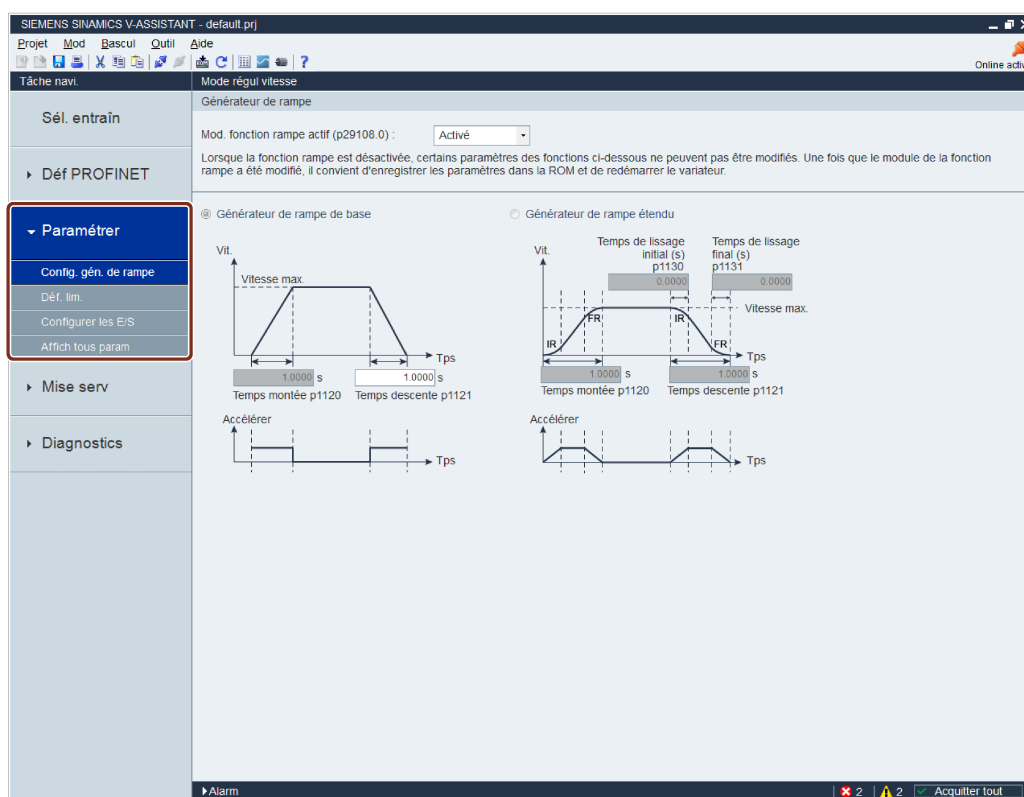 SIEMENS SINAMICS V-ASSISTANT - default.prj
Projet Mod Bascul Outil Aide
Online activ
Tâche navi.
Mode régul vitesse
Sél. entraîn
Déf PROFINET
Paramétrer
Config. gén. de rampe
Déf. lim.
Configurer les E/S
Affich tous param
Mise serv
Diagnostics
Générateur de rampe
Mod. fonction rampe actif (p29108.0) : Activé
Lorsque la fonction rampe est désactivée, certains paramètres des fonctions ci-dessous ne peuvent pas être modifiés. Une fois que le module de la fonction
rampe a été modifié, il convient d'enregistrer les paramètres dans la ROM et de redémarrer le variateur.
Générateur de rampe de base
Vit.
Vitesse max.
Tps
1.0000 s
1.0000 s
Temps montée p1120
Temps descente p1121
Accélérer
Tps
Générateur de rampe étendu
Vit.
Temps de lissage
initial (s)
p1130
0.0000
Temps de lissage
final (s)
p1131
0.0000
Vitesse max.
IR
FR
IR
FR
Tps
1.0000 s
1.0000 s
Temps montée p1120
Temps descente p1121
Accélérer
Tps
Alarm
2
2
Acquitter tout